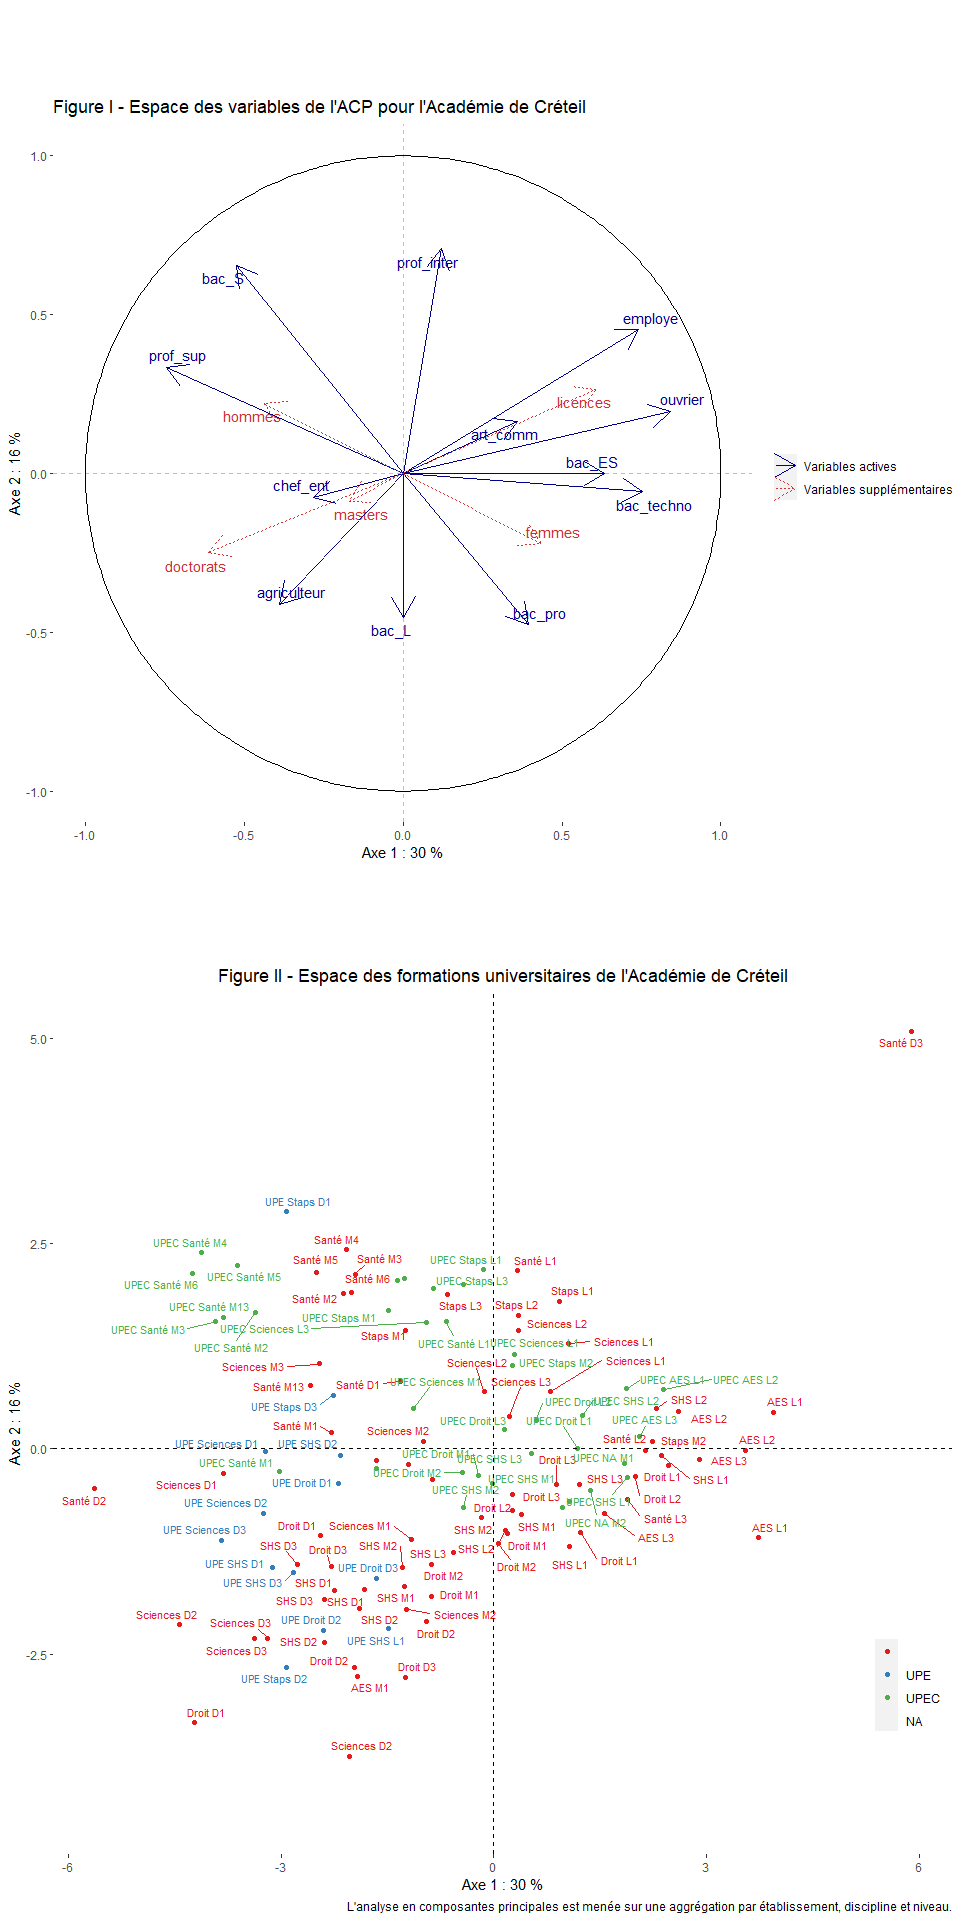 Figure I - Espace des variables de l'ACP pour l'Académie de Créteil
1.0
prof_inter
bac_S
0.5
employe
prof_sup
ouvrier
licences
hommes
art_comm
bac_ES
0.0
Variables actives
chef_ent
Variables supplémentaires
bac_techno
masters
femmes
doctorats
agriculteur
bac_pro
bac_L
-0.5
-1.0
Axe 2 : 16 %
-1.0 -0.5 0.0 0.5 1.0
Axe 1 : 30 %
Figure II - Espace des formations universitaires de l'Académie de Créteil
5.0
Santé D3
UPE Staps D1
2.5
UPEC Santé M4
Santé M4
Santé M5
Santé M3
UPEC Staps L1
Santé L1
UPEC Santé M5
Santé M6
UPEC Staps L3
UPEC Santé M6
Santé M2
Staps L1
UPEC Santé M13
Staps L3
Staps L2
UPEC Staps M1
UPEC Santé M3
UPEC Sciences L3
Staps M1
Sciences L2
UPEC Santé M2
UPEC Santé L1
UPEC Sciences L1
Sciences L1
Sciences M3
Sciences L2
UPEC Staps M2
Sciences L1
Santé M13
Santé D1
UPEC Sciences M1
Sciences L3
UPEC AES L1
UPEC AES L2
UPE Staps D3
UPEC Droit L2
UPEC SHS L2
SHS L2
AES L1
Santé M1
Sciences M2
UPEC Droit L3
UPEC Droit L1
UPEC AES L3
AES L2
UPE Sciences D1
UPE SHS D2
Santé L2
Staps M2
AES L2
0.0
UPEC Santé M1
UPEC Droit M1
UPEC SHS L3
Droit L3
UPEC NA M1
AES L3
UPEC Droit M2
Sciences D1
UPE Droit D1
UPEC SHS M1
SHS L3
Droit L1
SHS L1
Santé D2
UPEC SHS M2
Droit L3
UPEC SHS L1
Droit L2
UPE Sciences D2
Droit L2
Santé L3
UPEC NA M2
Droit D1
Sciences M1
SHS M2
SHS M1
AES L1
UPE Sciences D3
SHS D3
Droit D3
SHS M2
SHS L3
SHS L2
Droit M1
AES L3
UPE SHS D1
UPE Droit D3
Droit M2
Droit M2
SHS L1
Droit L1
UPE SHS D3
SHS D1
SHS D3
SHS D1
SHS M1
Droit M1
Sciences D2
Sciences D3
UPE Droit D2
SHS D2
Sciences M2
Sciences D3
SHS D2
UPE SHS L1
Droit D2
-2.5
UPE Staps D2
Droit D2
Droit D3
AES M1
Droit D1
Sciences D2
UPE
UPEC
NA
Axe 2 : 16 %
-6 -3 0 3 6
Axe 1 : 30 %
L'analyse en composantes principales est menée sur une aggrégation par établissement, discipline et niveau.